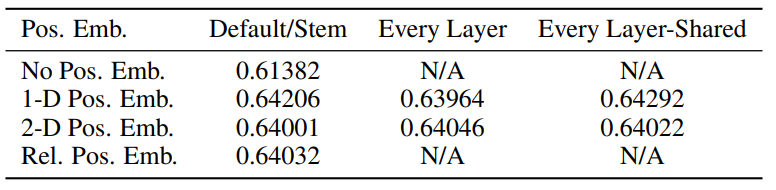 Pos. Emb. Default/Stem Every Layer Every Layer-Shared
No Pos. Emb. 0.61382 N/A N/A
1-D Pos. Emb. 0.64206 0.63964 0.64292
2-D Pos. Emb. 0.64001 0.64046 0.64022
Rel. Pos. Emb. 0.64032 N/A N/A